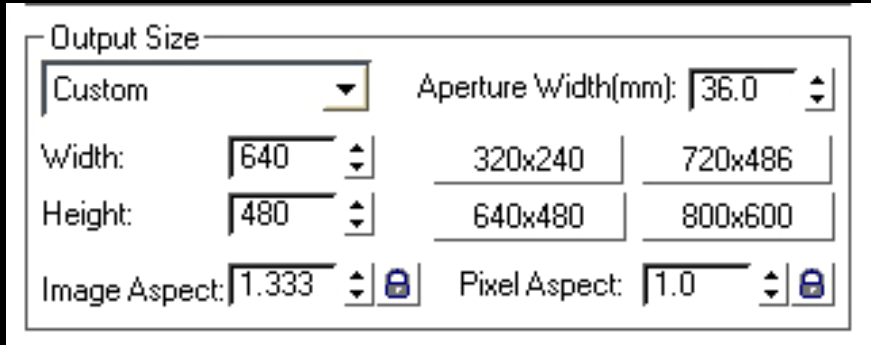 Output Size
Custom Aperture Width(mm): 36.0
Width: 640 320x240 720x486
Height: 480 640x480 800x600
Image Aspect: 1.333 Pixel Aspect: 1.0